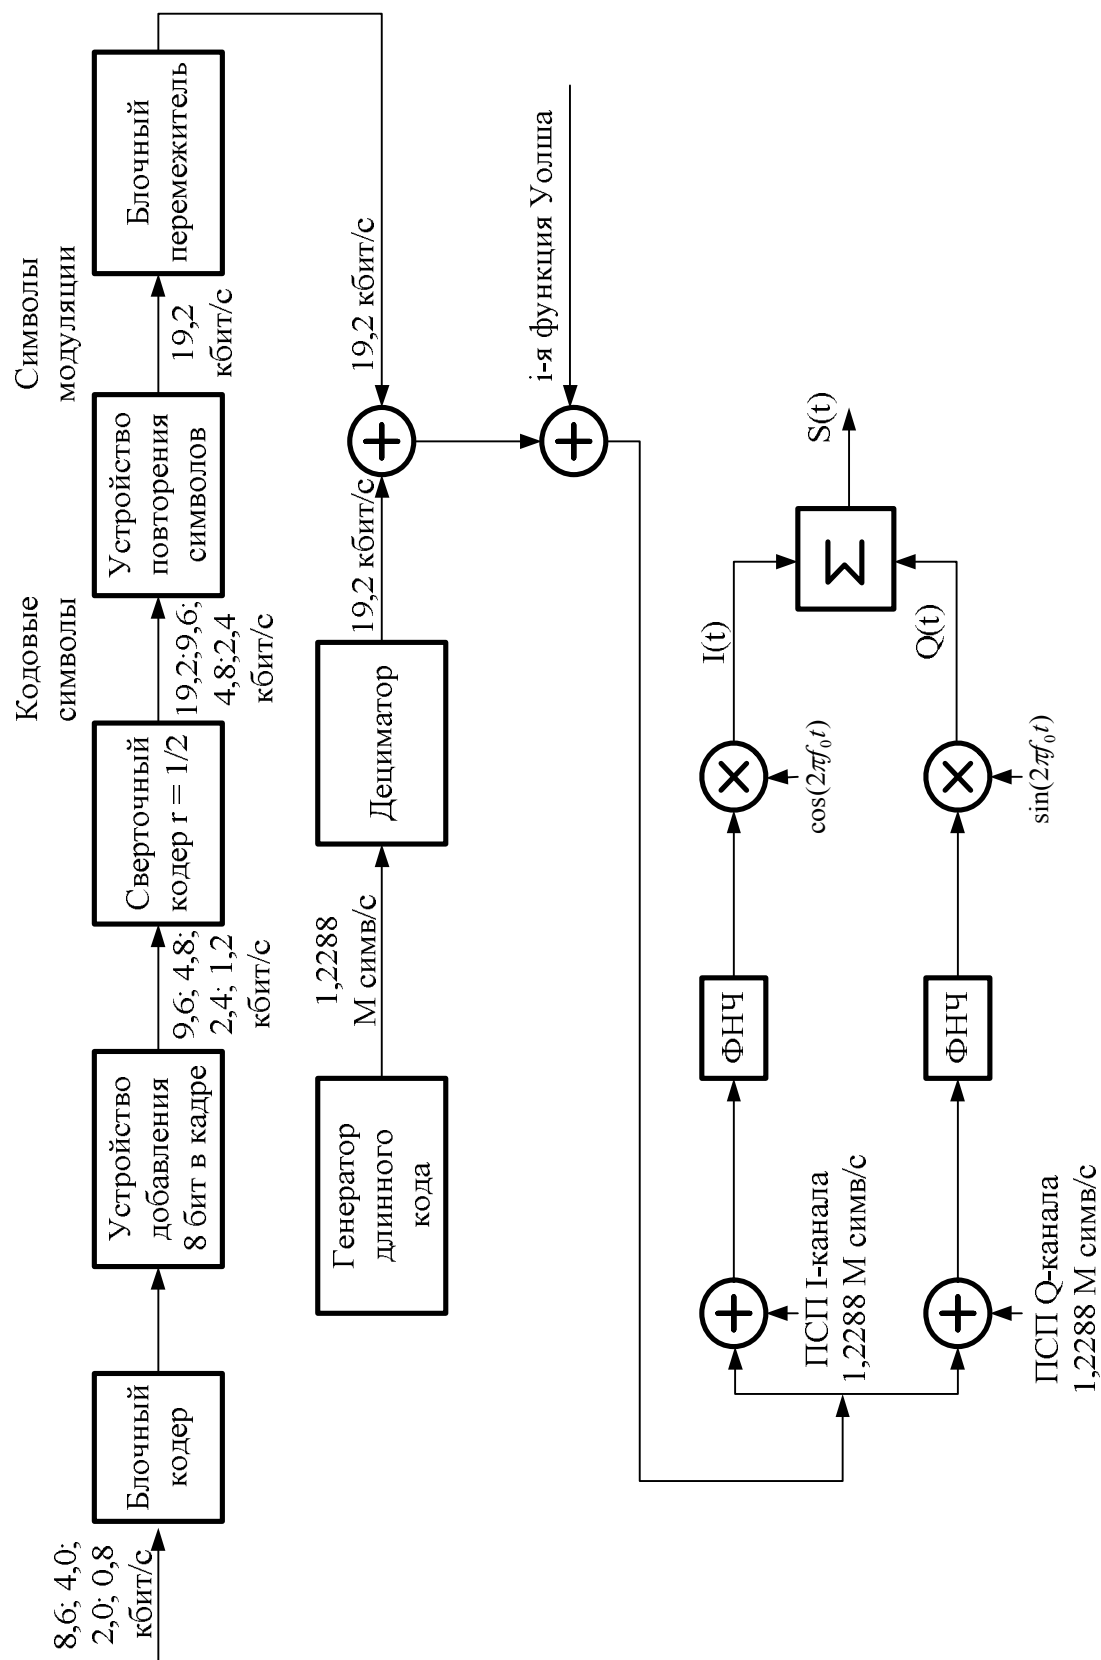 8,6; 4,0;
2,0; 0,8
кбит/с
Блочный
кодер
Устройство
добавления
8 бит в кадре
9,6; 4,8;
2,4; 1,2
кбит/с
Сверточный
кодер r = 1/2
Кодовые
символы
19,2;9,6;
4,8;2,4
кбит/с
Устройство
повторения
символов
Символы
модуляции
19,2
кбит/с
Блочный
перемежитель
Генератор
длинного
кода
1,2288
М симв/с
Дециматор
19,2 кбит/с
19,2 кбит/с
i-я функция Уолша
ПСП I-канала
1,2288 М симв/с
ФНЧ
cos(2πf₀t)
I(t)
ПСП Q-канала
1,2288 М симв/с
ФНЧ
sin(2πf₀t)
Q(t)
Σ
S(t)